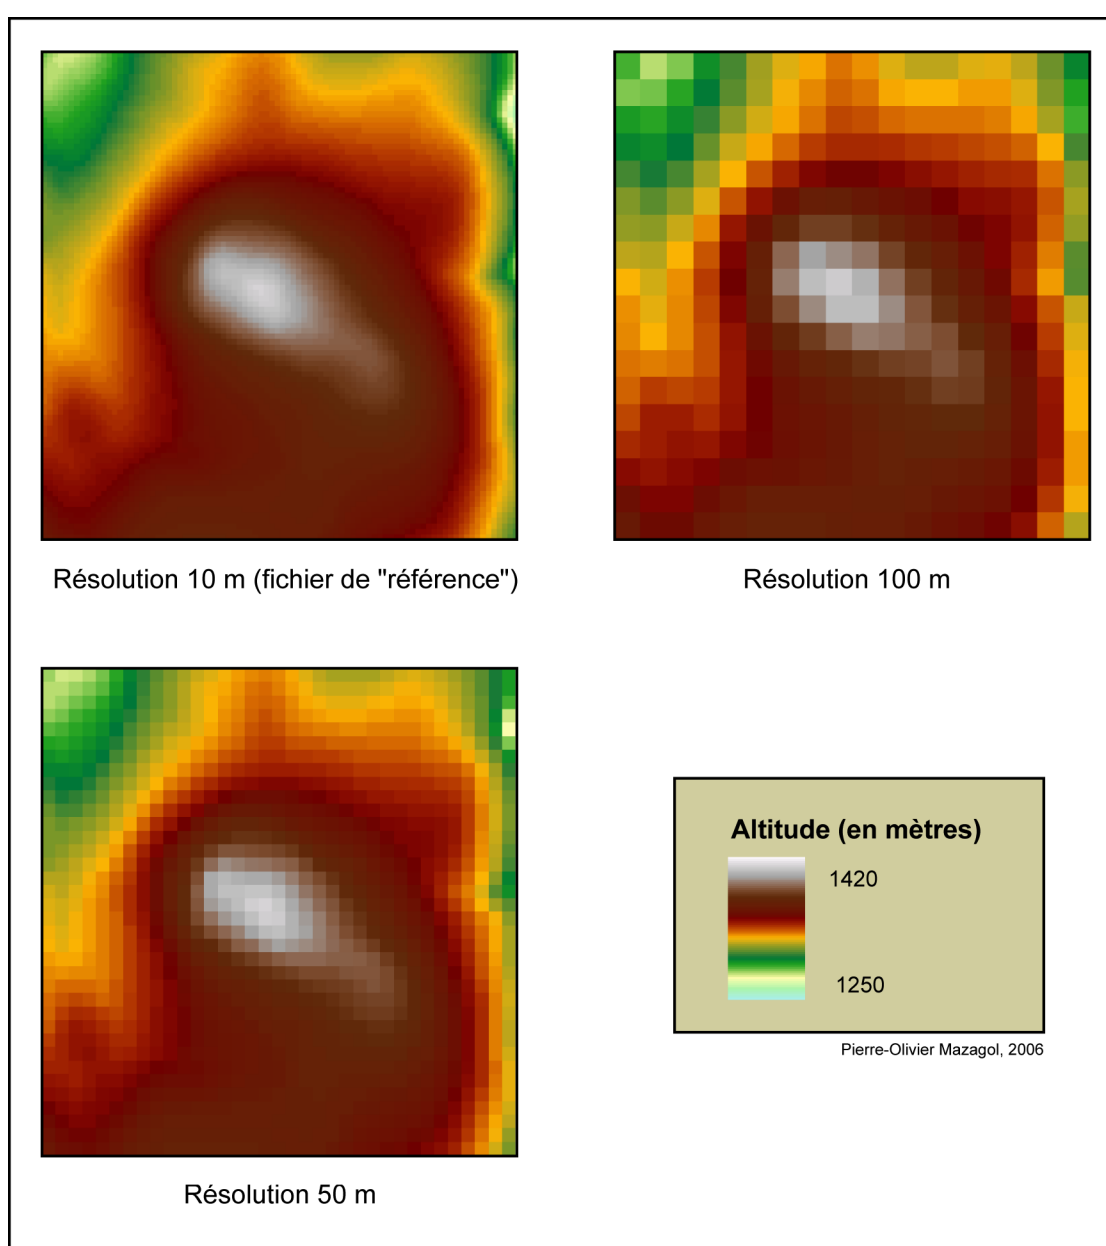 Résolution 10 m (fichier de "référence")
Résolution 100 m
Résolution 50 m
Altitude (en mètres)
1420
1250
Pierre-Olivier Mazagol, 2006